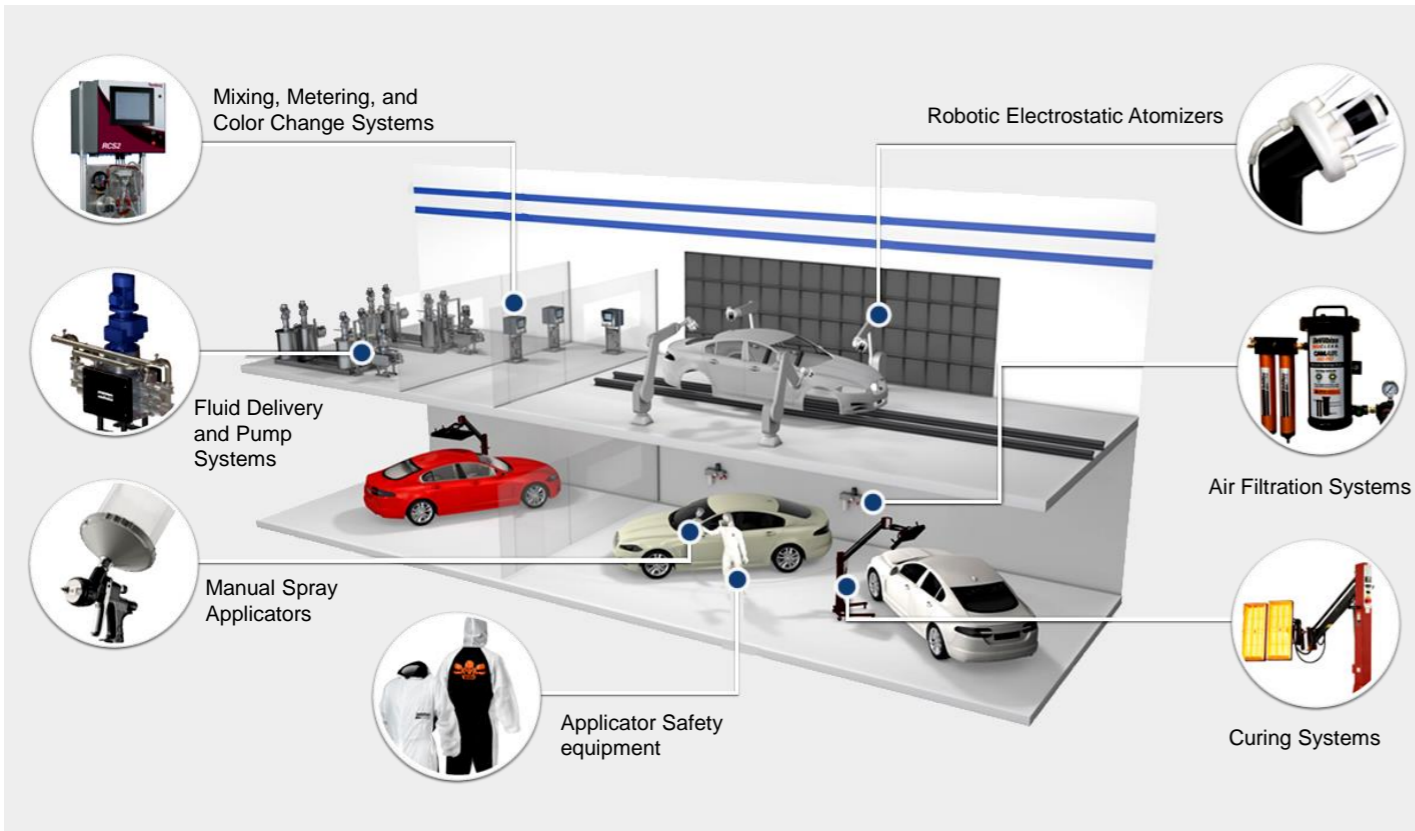 Mixing, Metering, and
Color Change Systems
RCS2
Robotic Electrostatic Atomizers
Fluid Delivery
and Pump
Systems
Air Filtration Systems
Manual Spray
Applicators
Applicator Safety
equipment
Curing Systems